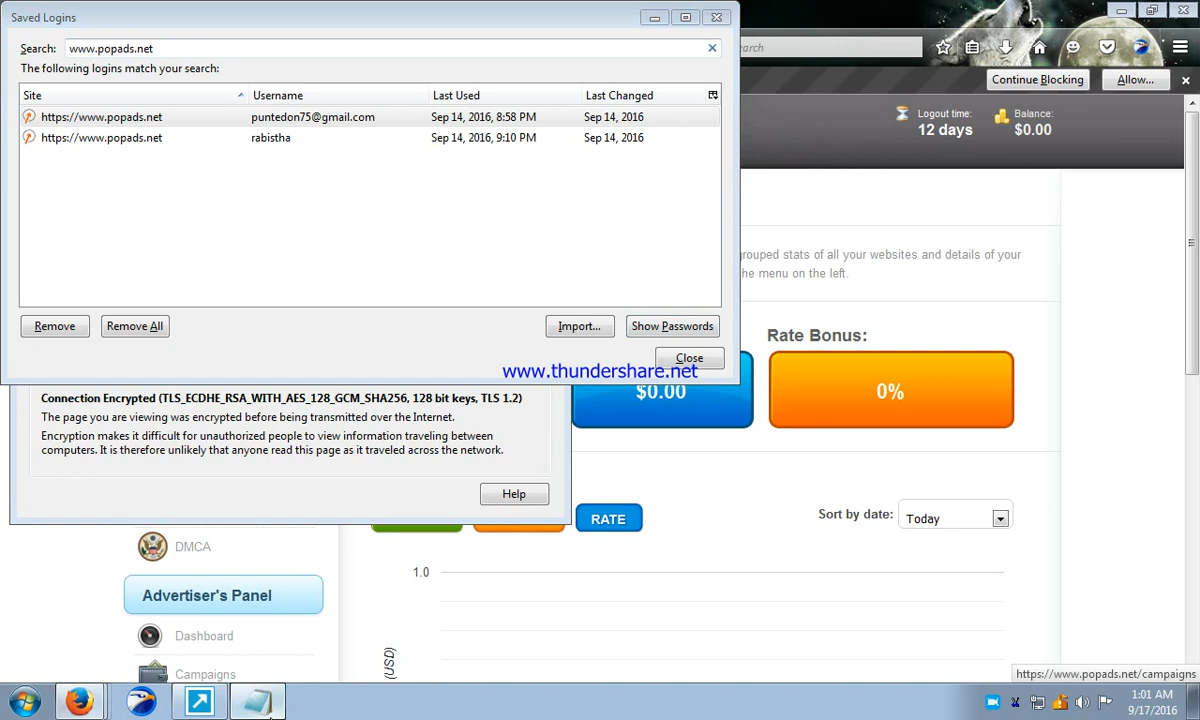 Saved Logins
Search: www.popads.net
The following logins match your search:
Site Username Last Used Last Changed
https://www.popads.net puntedon75@gmail.com Sep 14, 2016, 8:58 PM Sep 14, 2016
https://www.popads.net rabistha Sep 14, 2016, 9:10 PM Sep 14, 2016
Remove Remove All Import... Show Passwords
Close
www.thundershare.net
earch
Continue Blocking Allow...
Logout time: Balance:
12 days $0.00
grouped stats of all your websites and details of your
he menu on the left.
Rate Bonus:
$0.00 0%
Connection Encrypted (TLS_ECDHE_RSA_WITH_AES_128_GCM_SHA256, 128 bit keys, TLS 1.2)
The page you are viewing was encrypted before being transmitted over the Internet.
Encryption makes it difficult for unauthorized people to view information traveling between
computers. It is therefore unlikely that anyone read this page as it traveled across the network.
Help
RATE Sort by date: Today
DMCA
Advertiser's Panel
Dashboard
Campaigns
1.0
(USD)
https://www.popads.net/campaigns
1:01 AM
9/17/2016